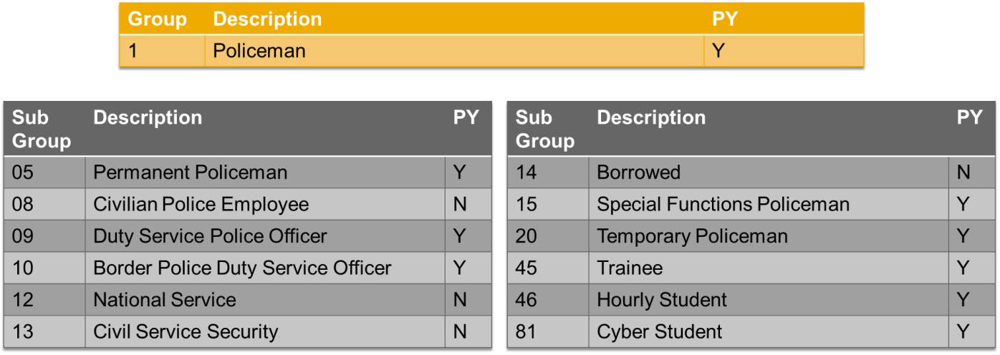 Group Description PY
1 Policeman Y
Sub Group Description PY
05 Permanent Policeman Y
08 Civilian Police Employee N
09 Duty Service Police Officer Y
10 Border Police Duty Service Officer Y
12 National Service N
13 Civil Service Security N
Sub Group Description PY
14 Borrowed N
15 Special Functions Policeman Y
20 Temporary Policeman Y
45 Trainee Y
46 Hourly Student Y
81 Cyber Student Y